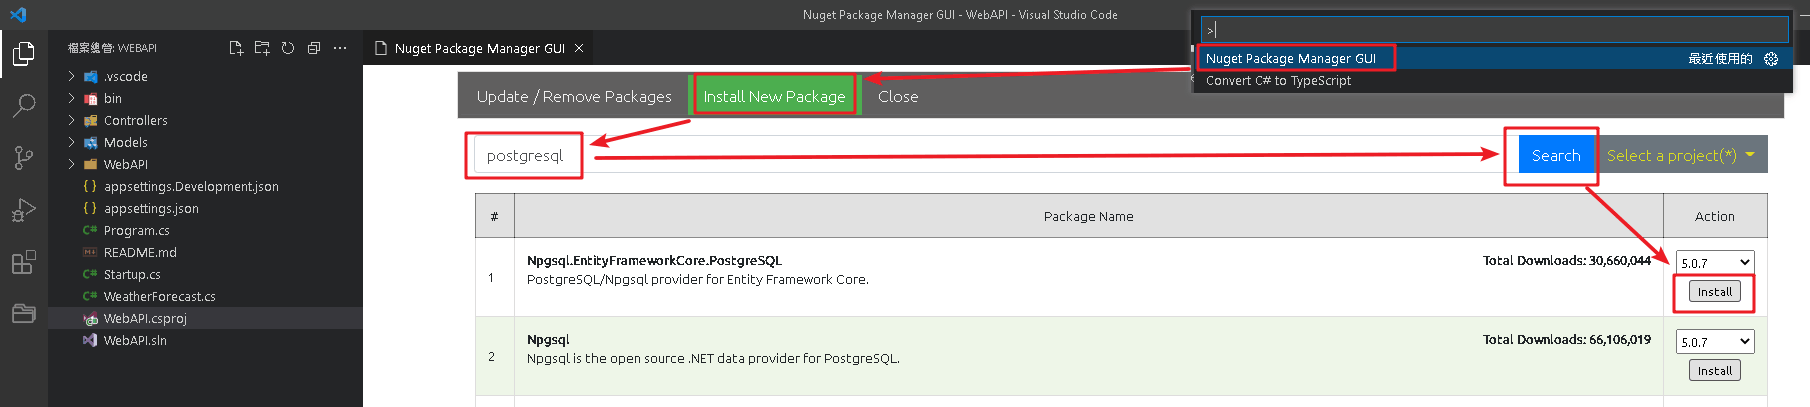 Nuget Package Manager GUI - WebAPI - Visual Studio Code
>
Nuget Package Manager GUI
最近使用的
Convert C# to TypeScript
檔案總管: WEBAPI
Nuget Package Manager GUI
.vscode
bin
Controllers
Models
WebAPI
{ } appsettings.Development.json
{ } appsettings.json
C# Program.cs
README.md
C# Startup.cs
C# WeatherForecast.cs
WebAPI.csproj
WebAPI.sln
Update / Remove Packages Install New Package Close
postgresql Search Select a project(*)
# Package Name Action
1
Npgsql.EntityFrameworkCore.PostgreSQL Total Downloads: 30,660,044
PostgreSQL/Npgsql provider for Entity Framework Core.
5.0.7
Install
2
Npgsql Total Downloads: 66,106,019
Npgsql is the open source .NET data provider for PostgreSQL.
5.0.7
Install